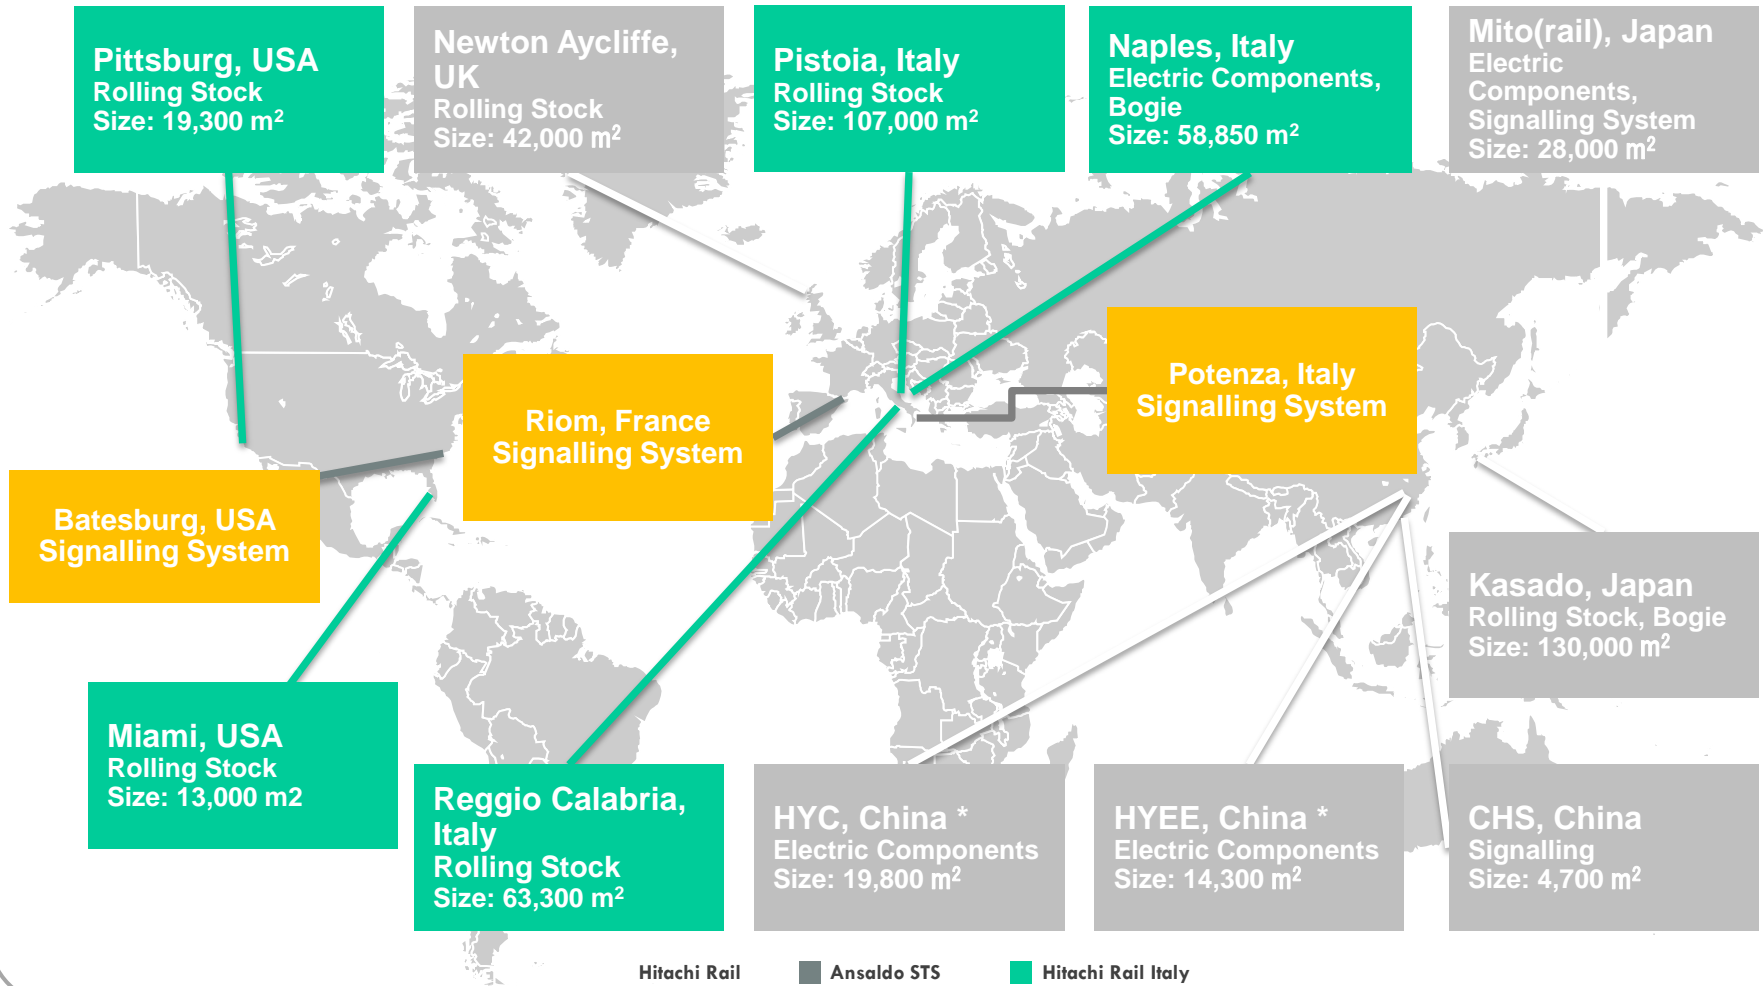 Pittsburg, USA
Rolling Stock
Size: 19,300 m²
Newton Aycliffe,
UK
Rolling Stock
Size: 42,000 ㎡
Pistoia, Italy
Rolling Stock
Size: 107,000 m²
Naples, Italy
Electric Components,
Bogie
Size: 58,850 m²
Mito(rail), Japan
Electric
Components,
Signalling System
Size: 28,000 ㎡
Riom, France
Signalling System
Potenza, Italy
Signalling System
Batesburg, USA
Signalling System
Kasado, Japan
Rolling Stock, Bogie
Size: 130,000 ㎡
Miami, USA
Rolling Stock
Size: 13,000 m2
Reggio Calabria,
Italy
Rolling Stock
Size: 63,300 m²
HYC, China *
Electric Components
Size: 19,800 ㎡
HYEE, China *
Electric Components
Size: 14,300 ㎡
CHS, China
Signalling
Size: 4,700 ㎡
Hitachi Rail
Ansaldo STS
Hitachi Rail Italy